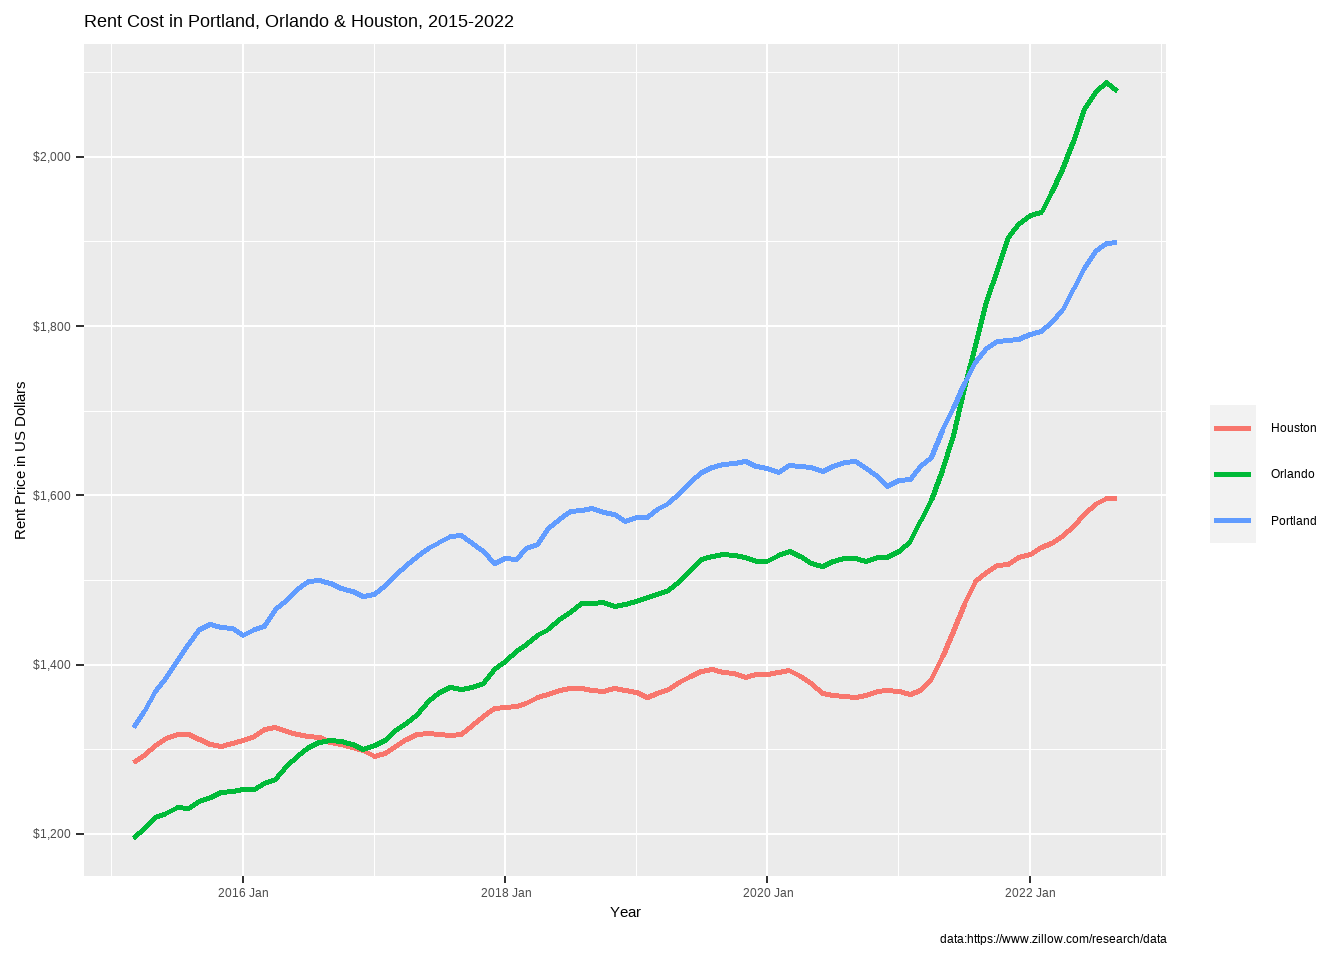 Rent Cost in Portland, Orlando & Houston, 2015-2022
Rent Price in US Dollars
$2,000
$1,800
$1,600
$1,400
$1,200
2016 Jan
2018 Jan
2020 Jan
2022 Jan
Year
Houston
Orlando
Portland
data:https://www.zillow.com/research/data